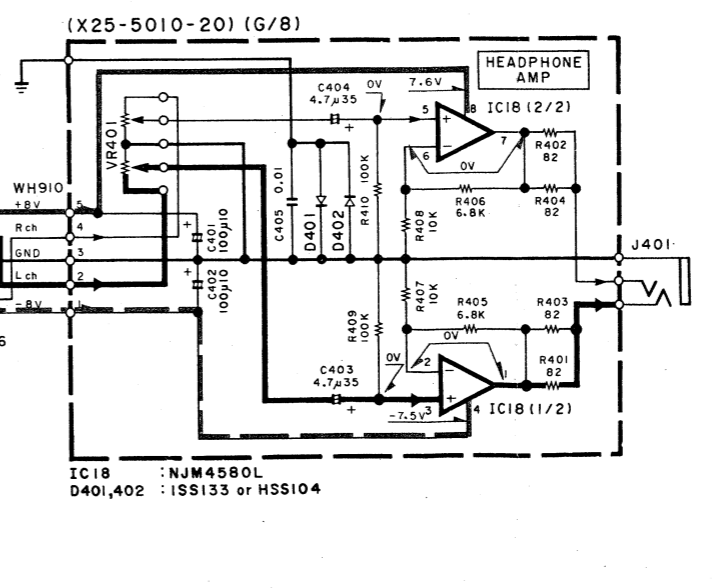 (X25-5010-20) (G/8)
HEADPHONE
AMP
C404
4.7μ35
+
0V
7.6V
8
IC18 (2/2)
5
+
−
6
7
0V
R402
82
VR401
R410 100K
R406
6.8K
R404
82
WH910
+8V
5
Rch
4
GND
3
Lch
2
−8V
1
+
C401
100μ10
+
C402
100μ10
C405 0.01
D401
D402
R408
10K
R407
10K
J401
R409
100K
R405
6.8K
R403
82
0V
C403
4.7μ35
+
0V
2
−
+
3
1
4
−7.5V
R401
82
IC18 (1/2)
6
IC18 :NJM4580L
D401,402 :1SS133 or HSS104